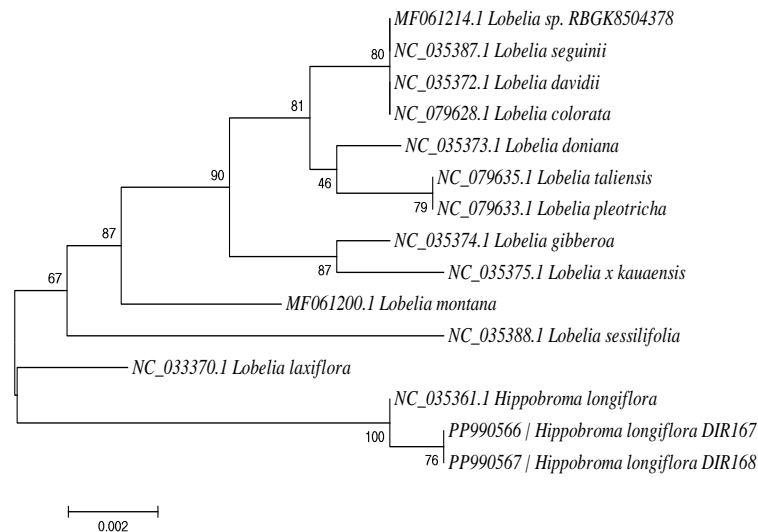 MF061214.1 Lobelia sp. RBGK8504378
80
NC_035387.1 Lobelia seguinii
NC_035372.1 Lobelia davidii
81
NC_079628.1 Lobelia colorata
NC_035373.1 Lobelia doniana
90
46
NC_079635.1 Lobelia taliensis
79
NC_079633.1 Lobelia pleotricha
87
NC_035374.1 Lobelia gibberoa
67
87
NC_035375.1 Lobelia x kauaensis
MF061200.1 Lobelia montana
NC_035388.1 Lobelia sessilifolia
NC_033370.1 Lobelia laxiflora
NC_035361.1 Hippobroma longiflora
100
PP990566 / Hippobroma longiflora DIR167
76
PP990567 / Hippobroma longiflora DIR168
0.002